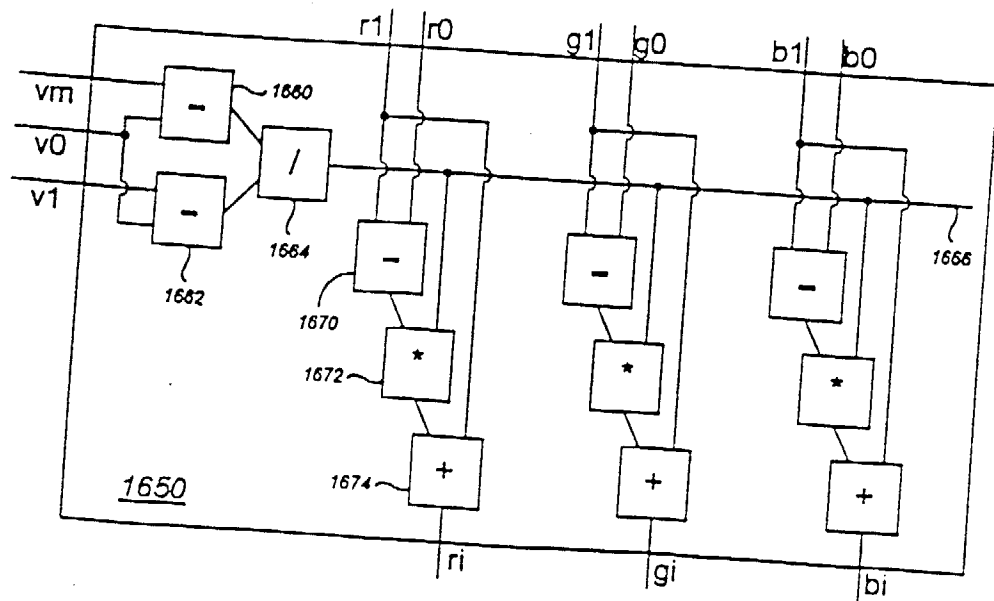 r1 r0 g1 g0 b1 b0
vm
v0
v1
-
1660
-
1662
/
1664
1666
- - -
1670
* * *
1672
+ + +
1674
1650
ri gi bi